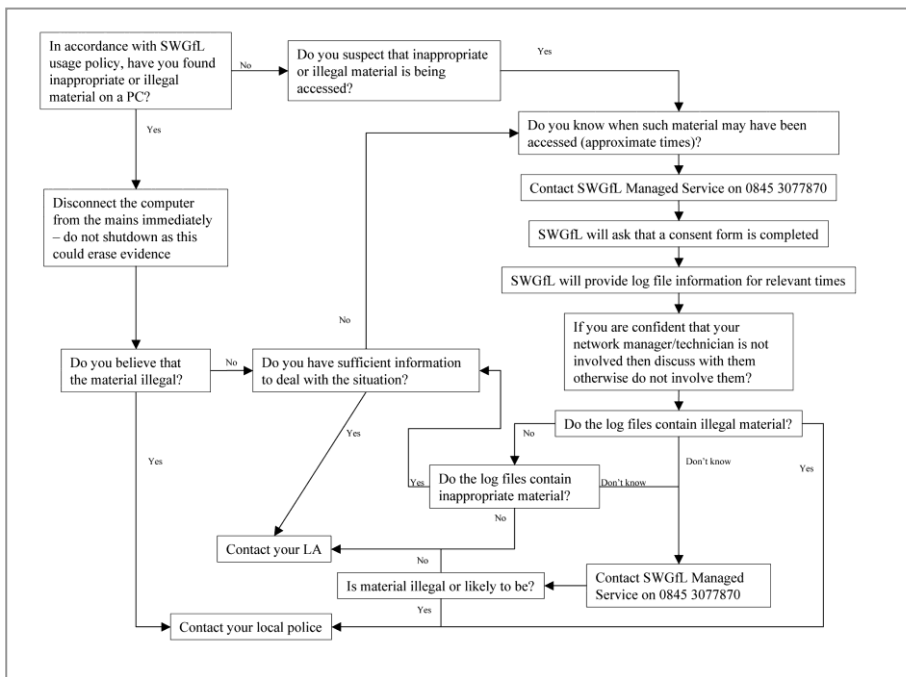 In accordance with SWGfL
usage policy, have you found
inappropriate or illegal
material on a PC?
No
Do you suspect that inappropriate
or illegal material is being
accessed?
Yes
Do you know when such material may have been
accessed (approximate times)?
Yes
Contact SWGfL Managed Service on 0845 3077870
Disconnect the computer
from the mains immediately
– do not shutdown as this
could erase evidence
SWGfL will ask that a consent form is completed
SWGfL will provide log file information for relevant times
No
If you are confident that your
network manager/technician is not
involved then discuss with them
otherwise do not involve them?
Do you believe that
the material illegal?
No
Do you have sufficient information
to deal with the situation?
Do the log files contain illegal material?
Yes
No
Don't know
Yes
Yes
Do the log files contain
inappropriate material?
Yes
Don't know
No
Contact your LA
No
Contact SWGfL Managed
Service on 0845 3077870
Is material illegal or likely to be?
Yes
Contact your local police